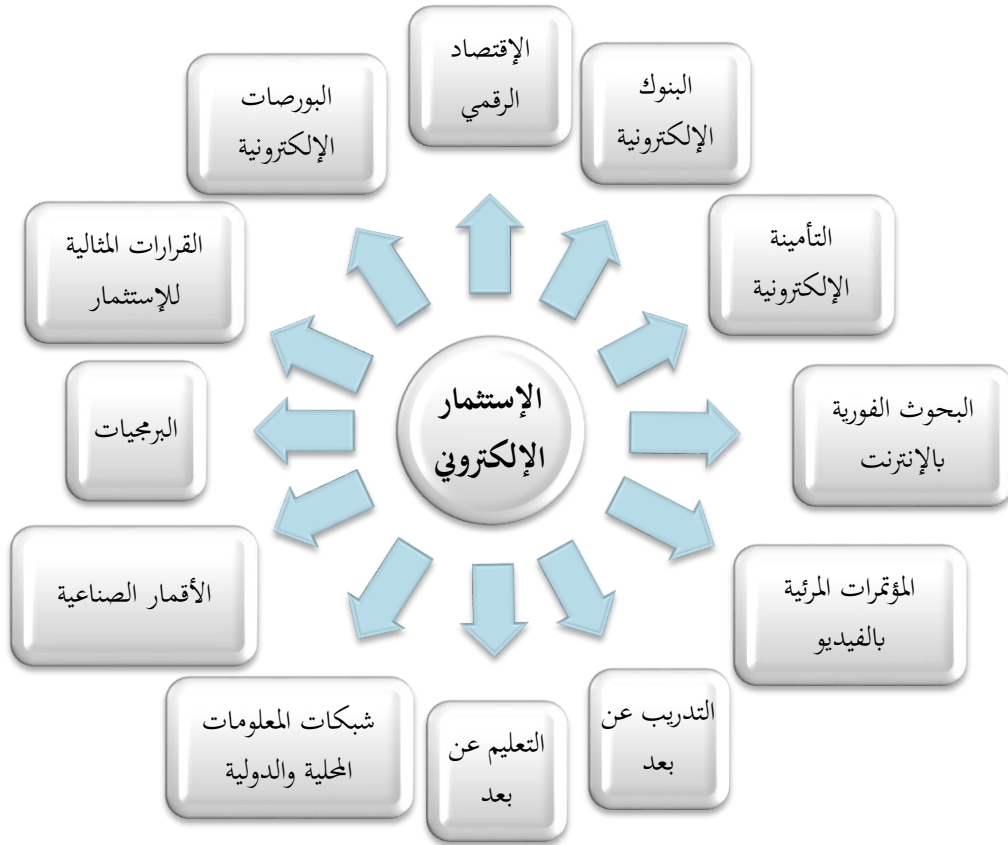 الإقتصاد
الرقمي
البنوك
الإلكترونية
البورصات
الإلكترونية
التأمينة
الإلكترونية
القرارات المثالية
للإستثمار
الإستثمار
الإلكتروني
البرمجيات
البحوث الفورية
بالإنترنت
الأقمار الصناعية
المؤتمرات المرئية
بالفيديو
التدريب عن
بعد
التعليم عن
بعد
شبكات المعلومات
المحلية والدولية